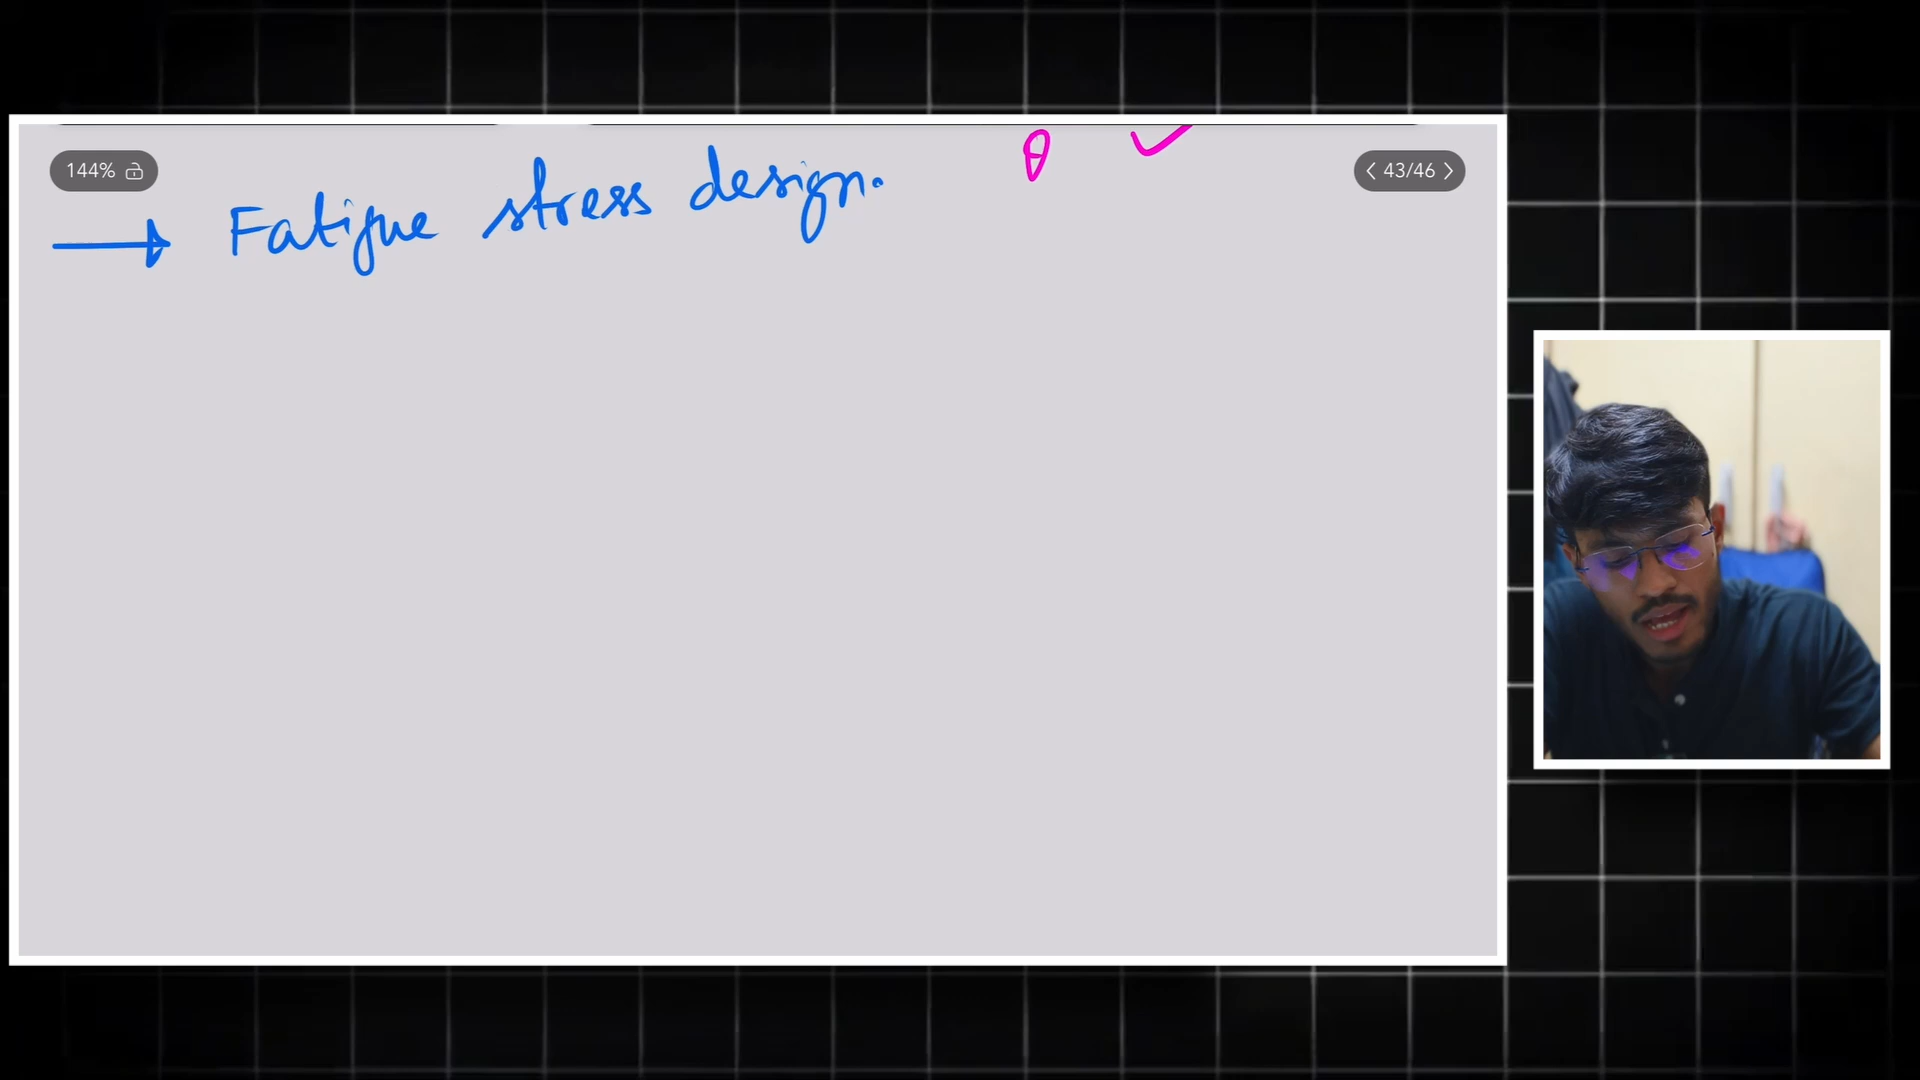 144%
θ
43/46
→ Fatigue stress design.